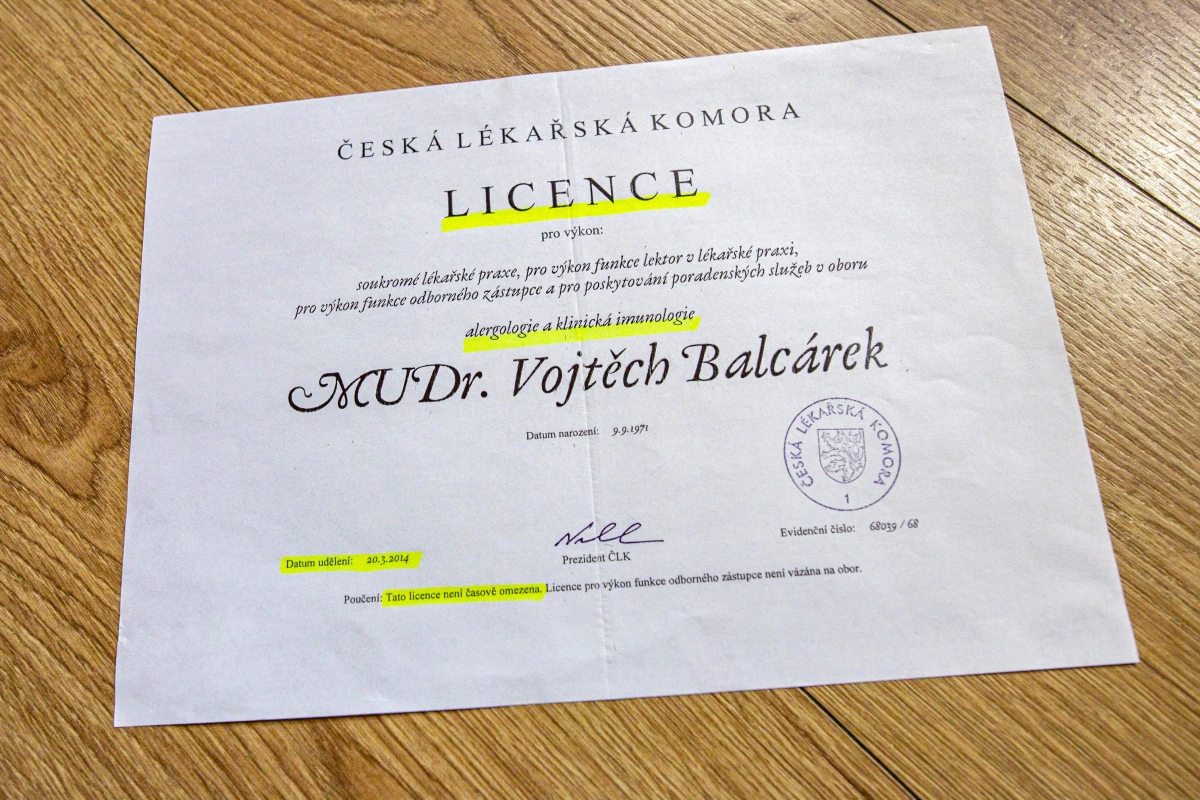 ČESKÁ LÉKAŘSKÁ KOMORA
LICENCE
pro výkon:
soukromé lékařské praxe, pro výkon funkce lektor v lékařské praxi,
pro výkon funkce odborného zástupce a pro poskytování poradenských služeb v oboru
alergologie a klinická imunologie
MUDr. Vojtěch Balcárek
Datum narození: 9.9.1971
ČESKÁ LÉKAŘSKÁ KOMORA
1
Evidenční číslo: 68039 / 68
Datum udělení: 20.3.2014
Prezident ČLK
Poučení: Tato licence není časově omezena. Licence pro výkon funkce odborného zástupce není vázána na obor.